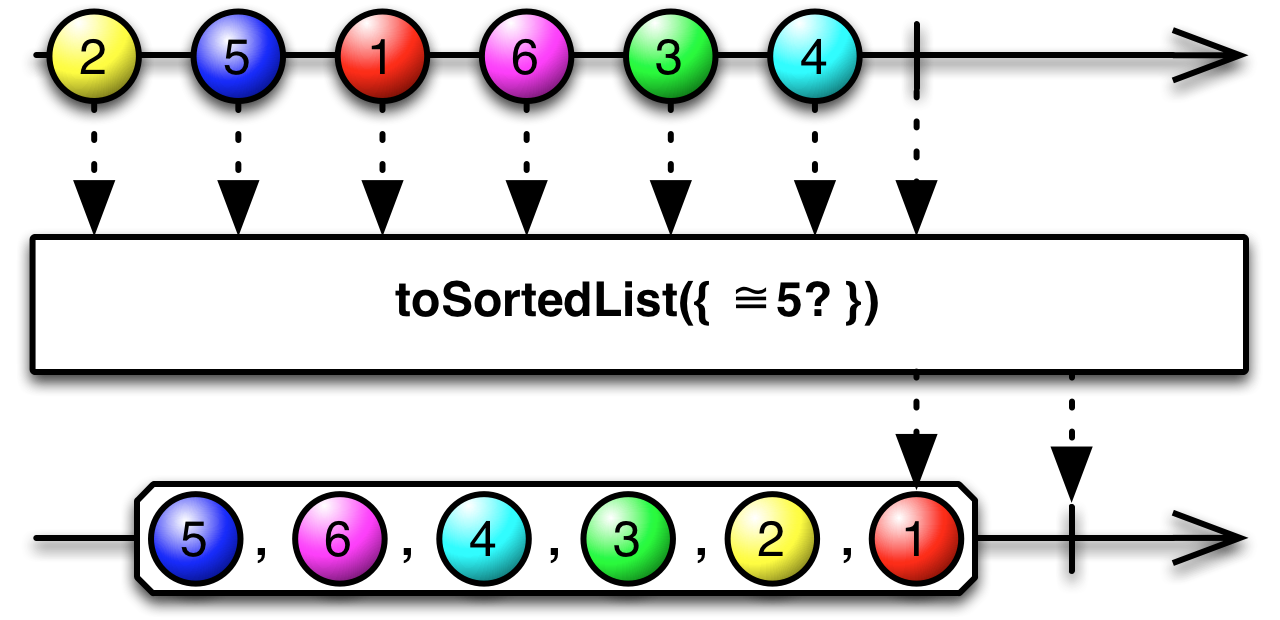 2 5 1 6 3 4
toSortedList({ ≅5? })
5 , 6 , 4 , 3 , 2 , 1